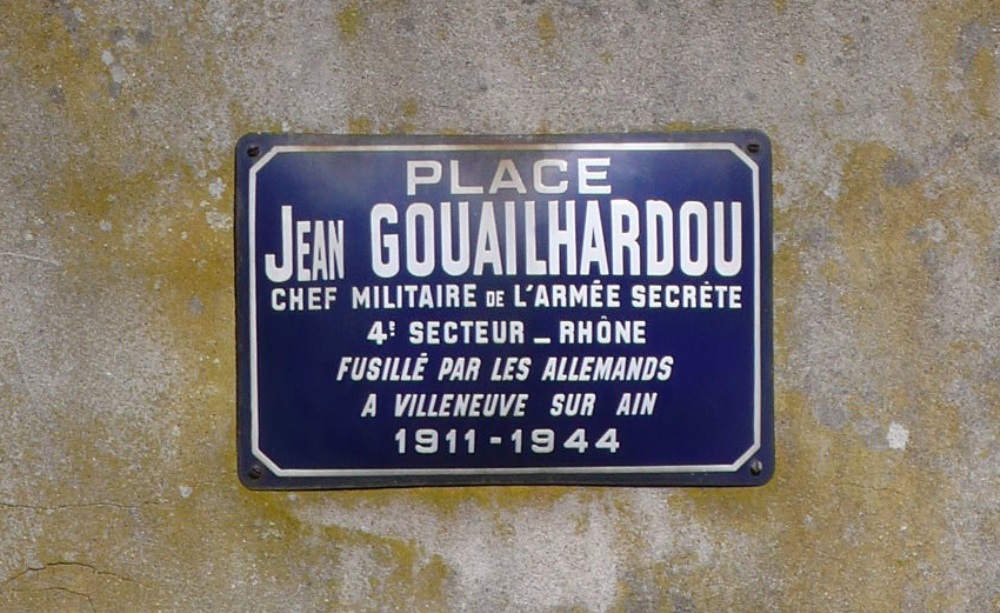 PLACE
JEAN GOUAILHARDOU
CHEF MILITAIRE DE L'ARMÉE SECRÈTE
4E SECTEUR _ RHÔNE
FUSILLÉ PAR LES ALLEMANDS
A VILLENEUVE SUR AIN
1911-1944